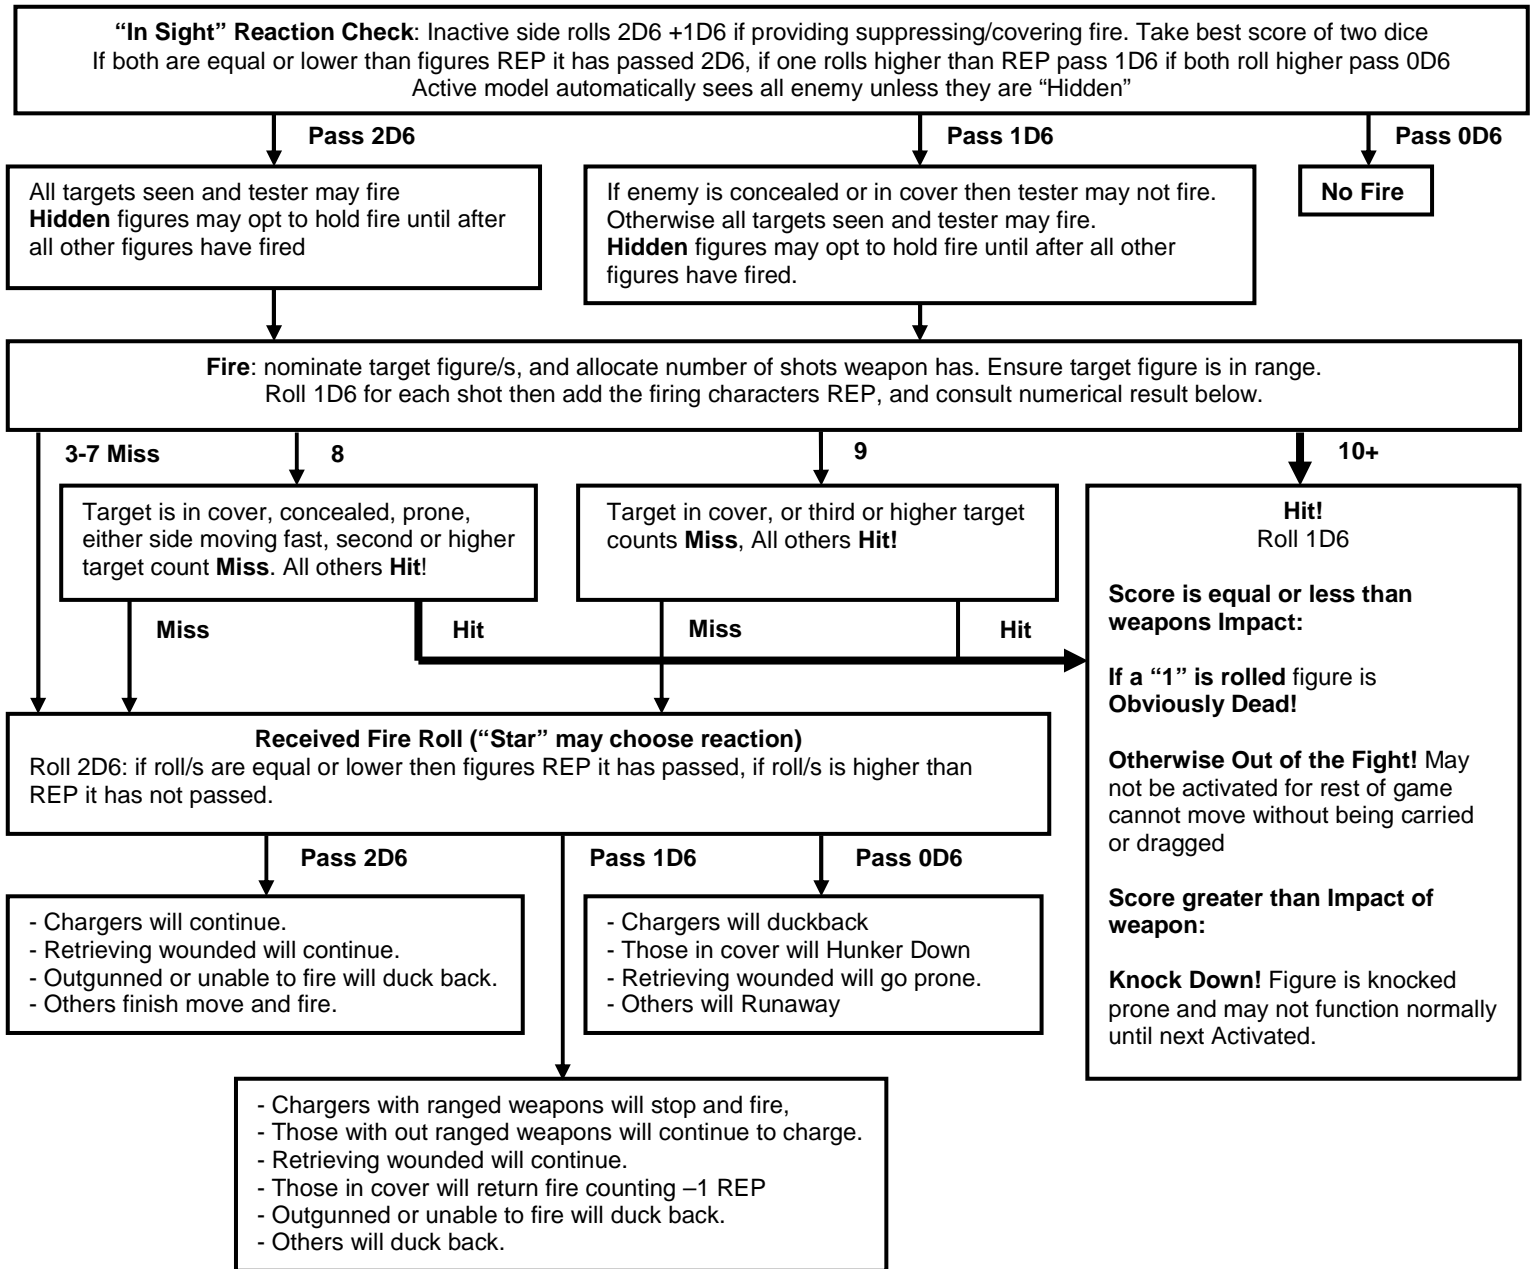 “In Sight” Reaction Check: Inactive side rolls 2D6 +1D6 if providing suppressing/covering fire. Take best score of two dice
If both are equal or lower than figures REP it has passed 2D6, if one rolls higher than REP pass 1D6 if both roll higher pass 0D6
Active model automatically sees all enemy unless they are “Hidden”
Pass 2D6
Pass 1D6
Pass 0D6
All targets seen and tester may fire
Hidden figures may opt to hold fire until after
all other figures have fired
If enemy is concealed or in cover then tester may not fire.
Otherwise all targets seen and tester may fire.
Hidden figures may opt to hold fire until after all other
figures have fired.
No Fire
Fire: nominate target figure/s, and allocate number of shots weapon has. Ensure target figure is in range.
Roll 1D6 for each shot then add the firing characters REP, and consult numerical result below.
3-7 Miss
8
9
10+
Target is in cover, concealed, prone,
either side moving fast, second or higher
target count Miss. All others Hit!
Target in cover, or third or higher target
counts Miss, All others Hit!
Miss
Hit
Miss
Hit
Hit!
Roll 1D6
Score is equal or less than
weapons Impact:
If a “1” is rolled figure is
Obviously Dead!
Otherwise Out of the Fight! May
not be activated for rest of game
cannot move without being carried
or dragged
Score greater than Impact of
weapon:
Knock Down! Figure is knocked
prone and may not function normally
until next Activated.
Received Fire Roll (“Star” may choose reaction)
Roll 2D6: if roll/s are equal or lower then figures REP it has passed, if roll/s is higher than
REP it has not passed.
Pass 2D6
Pass 1D6
Pass 0D6
- Chargers will continue.
- Retrieving wounded will continue.
- Outgunned or unable to fire will duck back.
- Others finish move and fire.
- Chargers will duckback
- Those in cover will Hunker Down
- Retrieving wounded will go prone.
- Others will Runaway
- Chargers with ranged weapons will stop and fire,
- Those with out ranged weapons will continue to charge.
- Retrieving wounded will continue.
- Those in cover will return fire counting –1 REP
- Outgunned or unable to fire will duck back.
- Others will duck back.